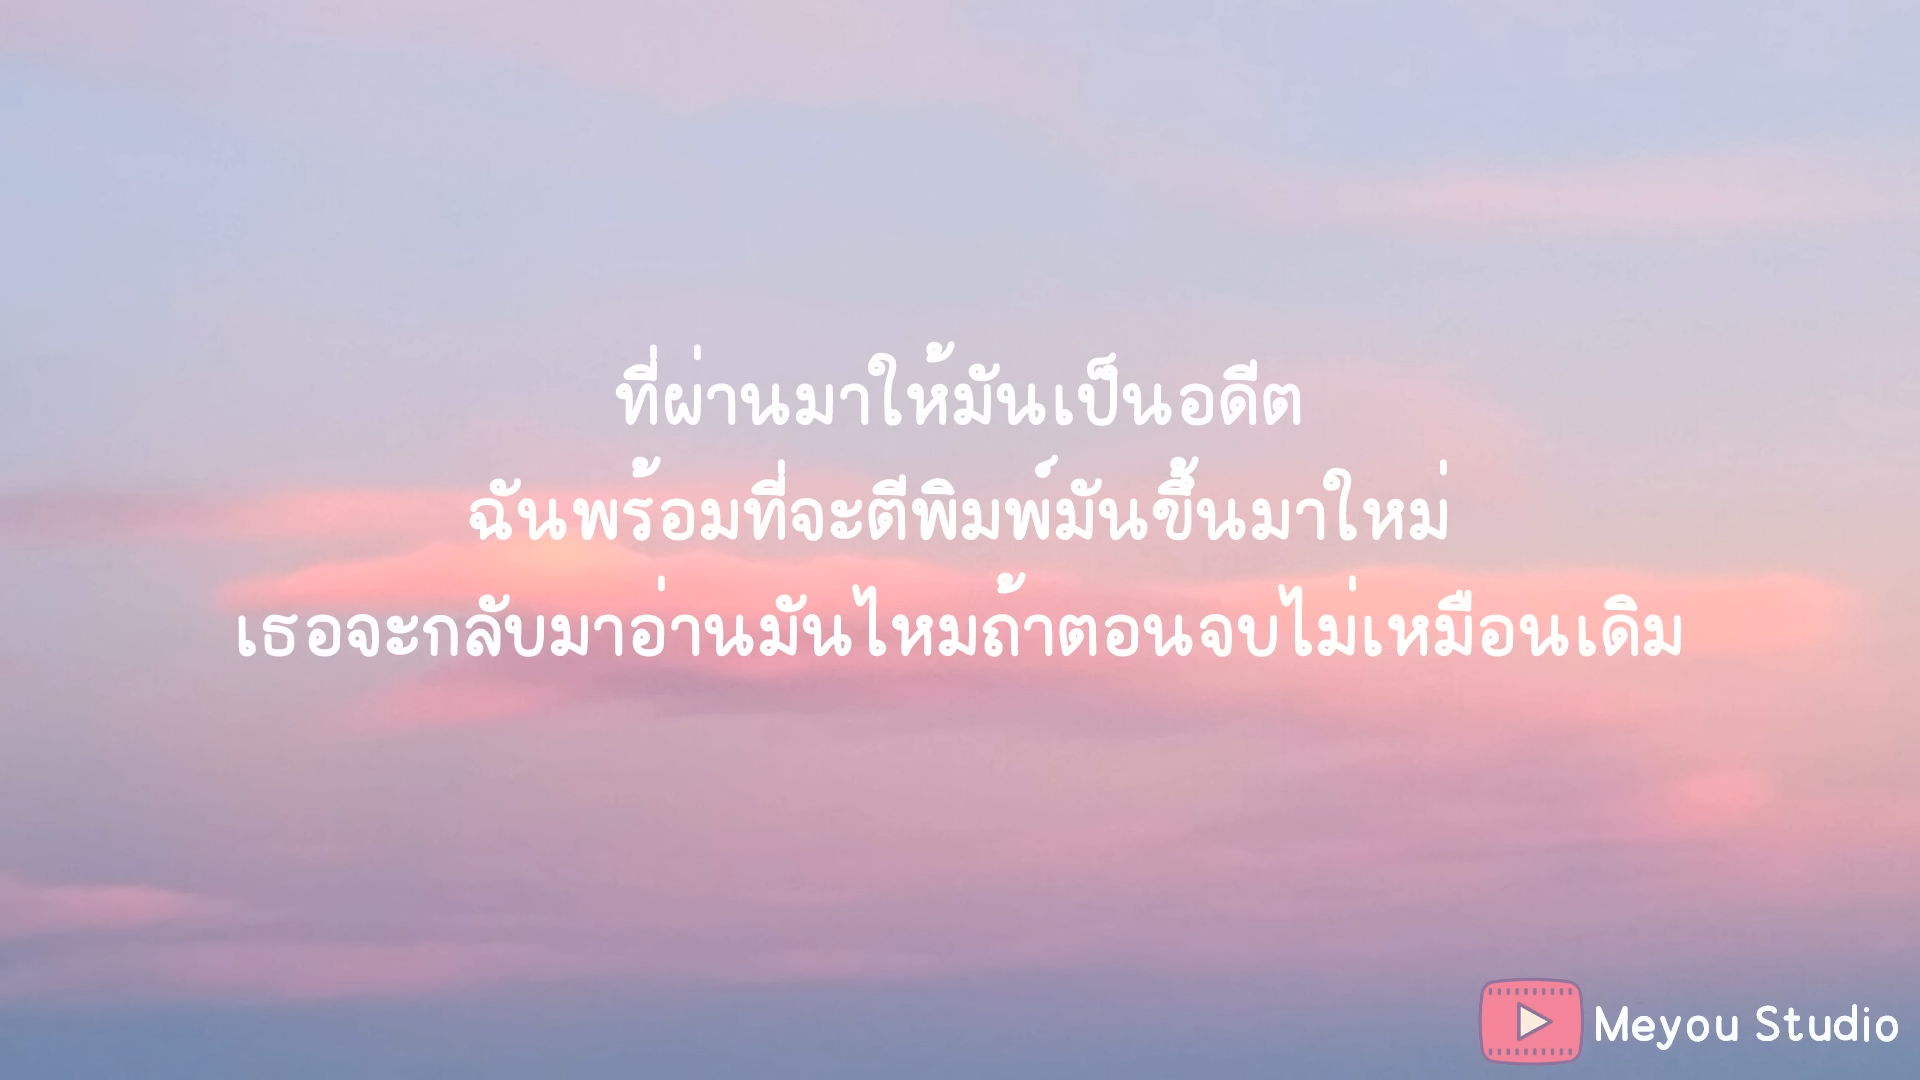 ที่ผ่านมาให้มันเป็นอดีต
ฉันพร้อมที่จะตีพิมพ์มันขึ้นมาใหม่
เธอจะกลับมาอ่านมันไหมถ้าตอนจบไม่เหมือนเดิม
Meyou Studio